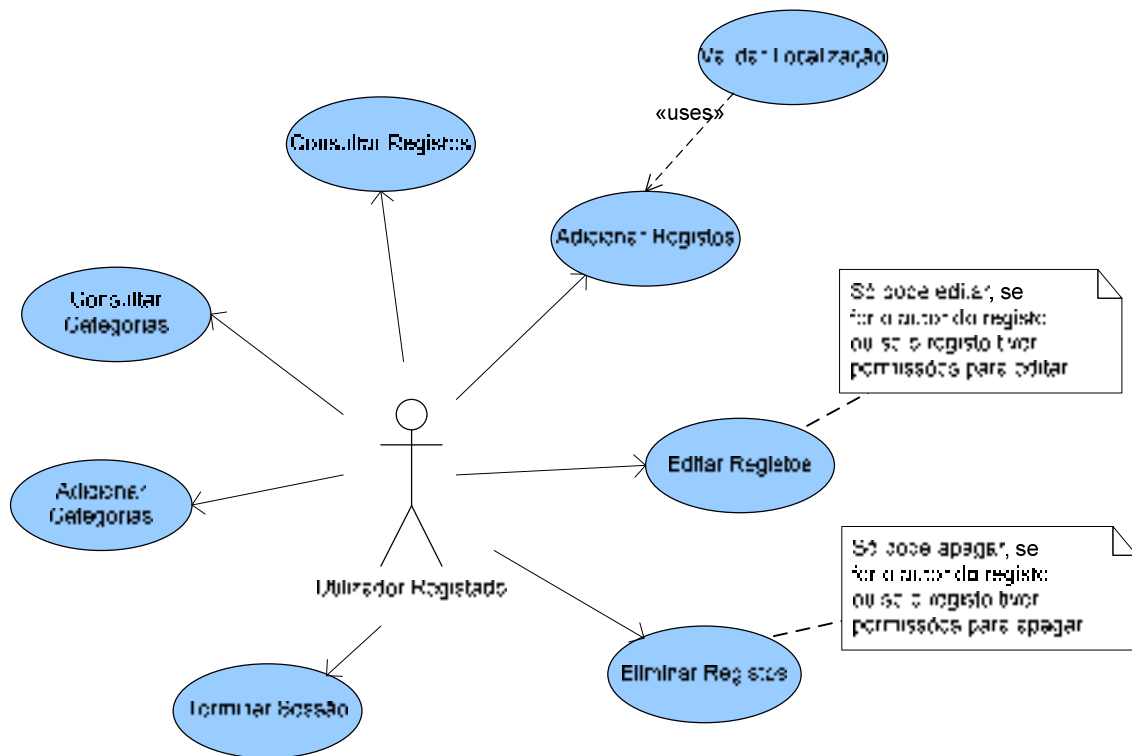 Validar Localização
«uses»
Consultar Registos
Adicionar Registos
Consultar
Categorias
Só pode editar, se
for o autor do registo
ou se o registo tiver
permissões para editar
Editar Registos
Adicionar
Categorias
Só pode apagar, se
for o autor do registo
ou se o registo tiver
permissões para apagar
Utilizador Registado
Eliminar Registos
Terminar Sessão